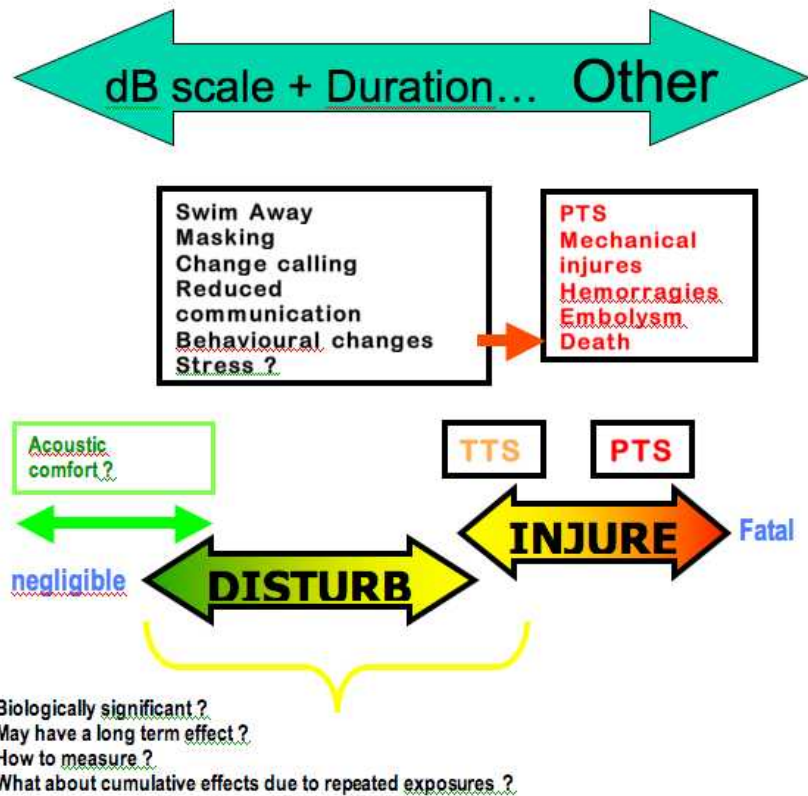 dB scale + Duration... Other
Swim Away
Masking
Change calling
Reduced
communication
Behavioural changes
Stress ?
PTS
Mechanical
injures
Hemorragies
Embolysm
Death
Acoustic
comfort ?
TTS
PTS
negligible
DISTURB
INJURE
Fatal
Biologically significant ?
May have a long term effect ?
How to measure ?
What about cumulative effects due to repeated exposures ?